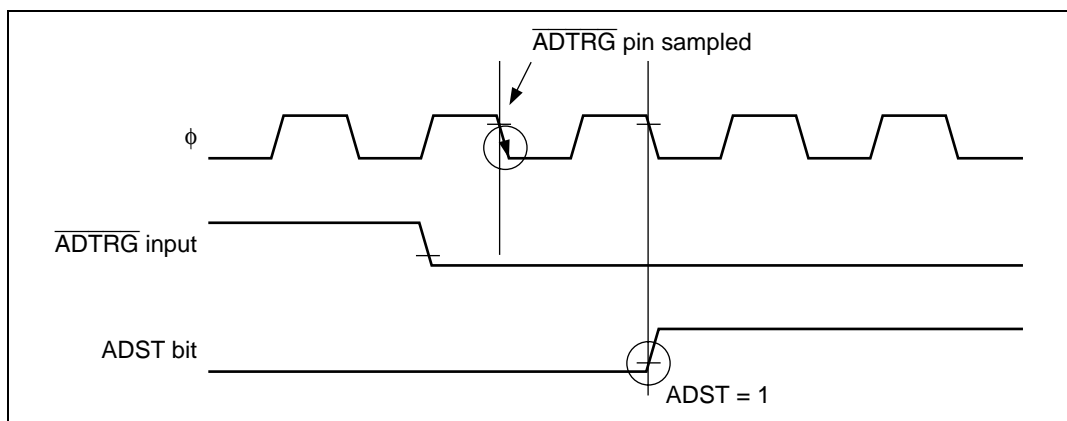 ADTRG pin sampled
ϕ
ADTRG input
ADST bit
ADST = 1